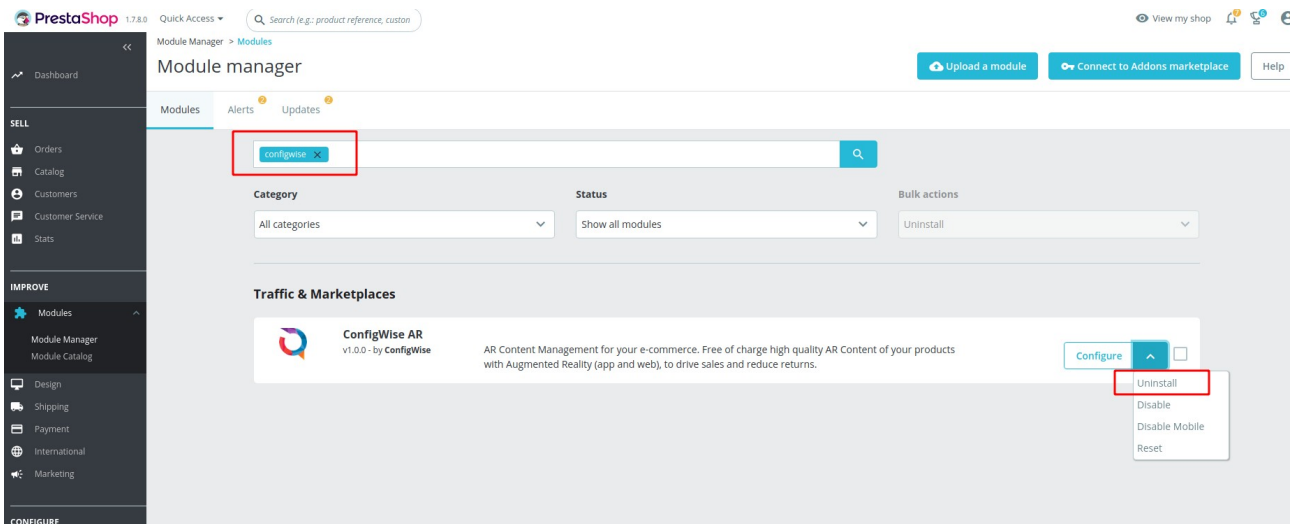 PrestaShop 1.7.8.0 Quick Access Search (e.g.: product reference, custon View my shop
Module Manager > Modules
Module manager
Upload a module
Connect to Addons marketplace
Help
Modules Alerts 2 Updates 2
Dashboard
SELL
Orders
Catalog
Customers
Customer Service
Stats
IMPROVE
Modules
Module Manager
Module Catalog
Design
Shipping
Payment
International
Marketing
CONFIGURE
configwise
Category Status Bulk actions
All categories Show all modules Uninstall
Traffic & Marketplaces
ConfigWise AR
v1.0.0 - by ConfigWise
AR Content Management for your e-commerce. Free of charge high quality AR Content of your products
with Augmented Reality (app and web), to drive sales and reduce returns.
Configure
Uninstall
Disable
Disable Mobile
Reset